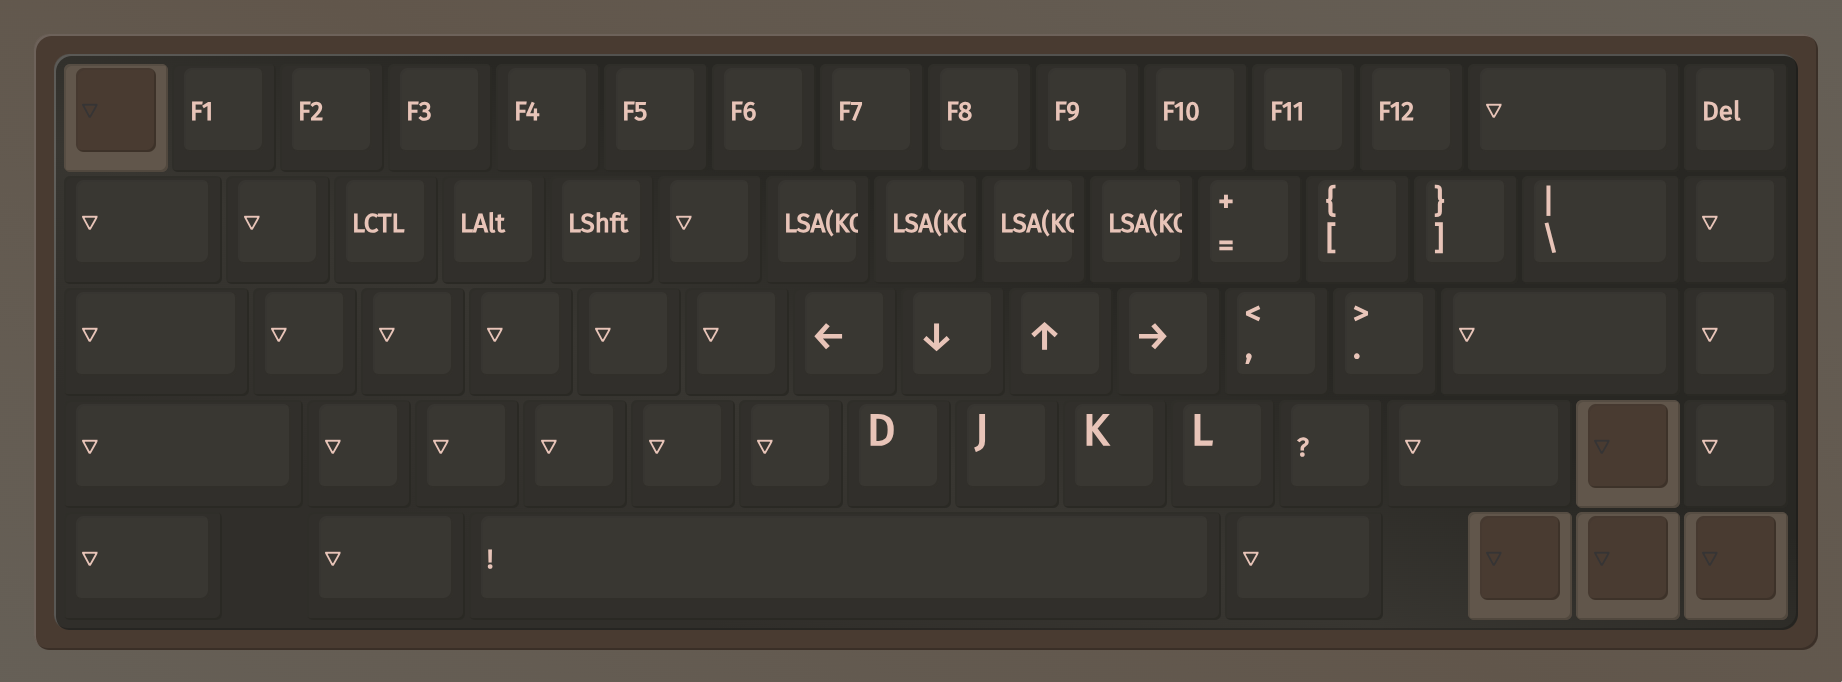 ▽ F1 F2 F3 F4 F5 F6 F7 F8 F9 F10 F11 F12 ▽ Del
▽ ▽ LCTL LAlt LShft ▽ LSA(KC LSA(KC LSA(KC LSA(KC + = { [ } ] | \ ▽
▽ ▽ ▽ ▽ ▽ ▽ ← ↓ ↑ → < , > . ▽ ▽
▽ ▽ ▽ ▽ ▽ ▽ D J K L ? ▽ ▽ ▽
▽ ▽ ! ▽ ▽ ▽ ▽